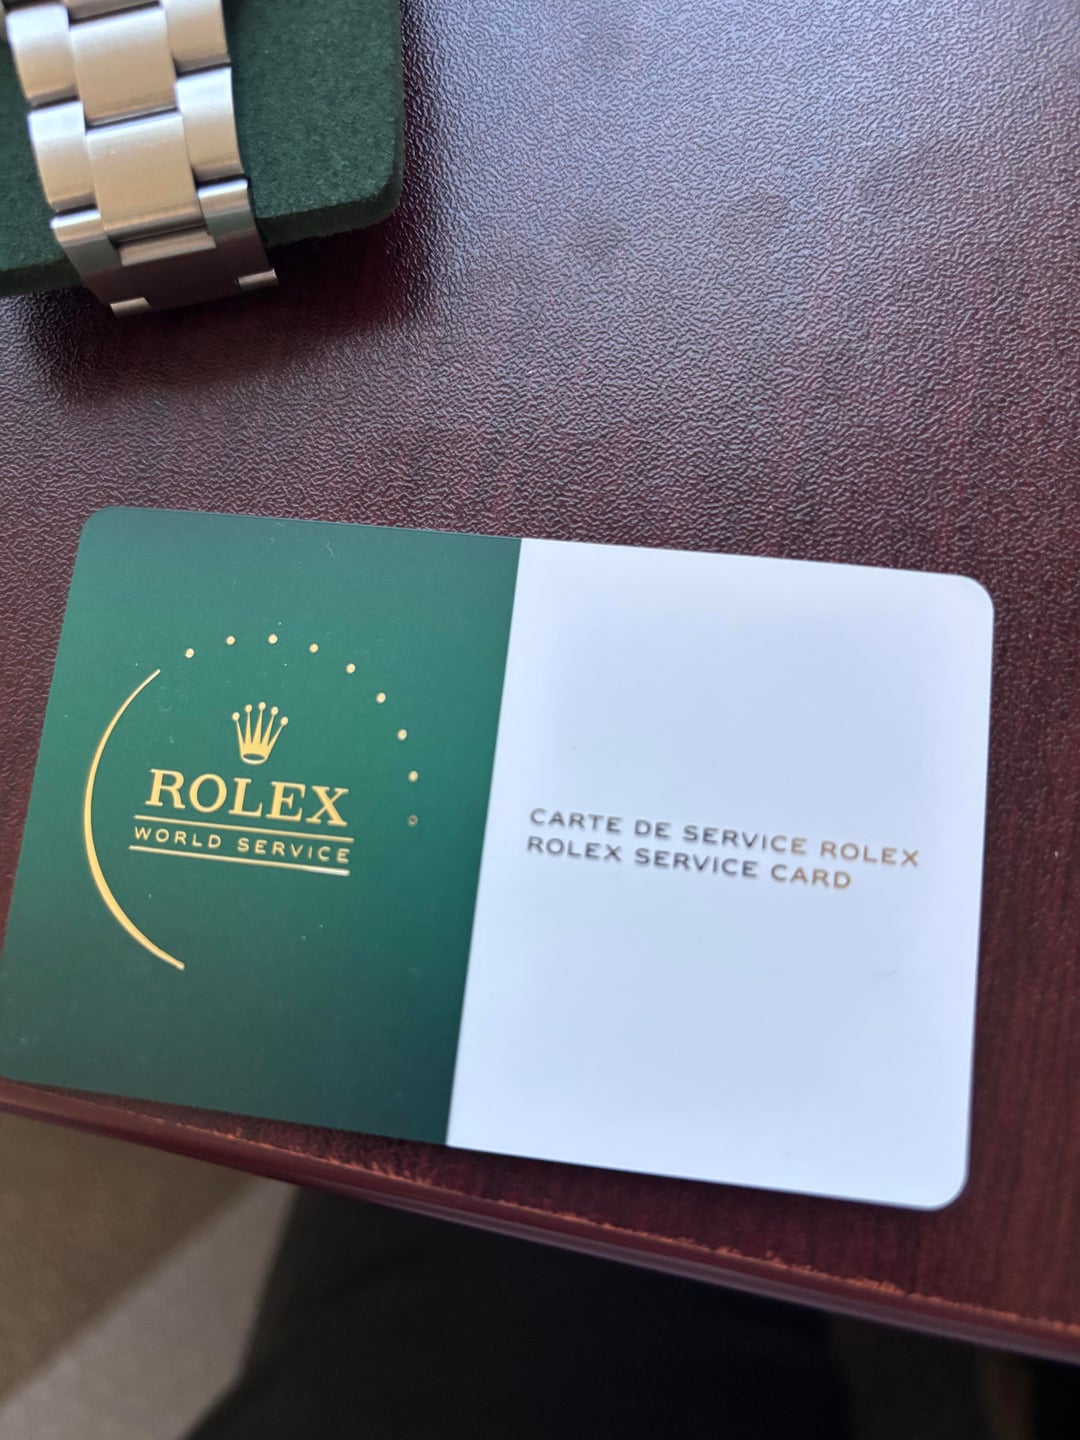 ROLEX
WORLD SERVICE
CARTE DE SERVICE ROLEX
ROLEX SERVICE CARD